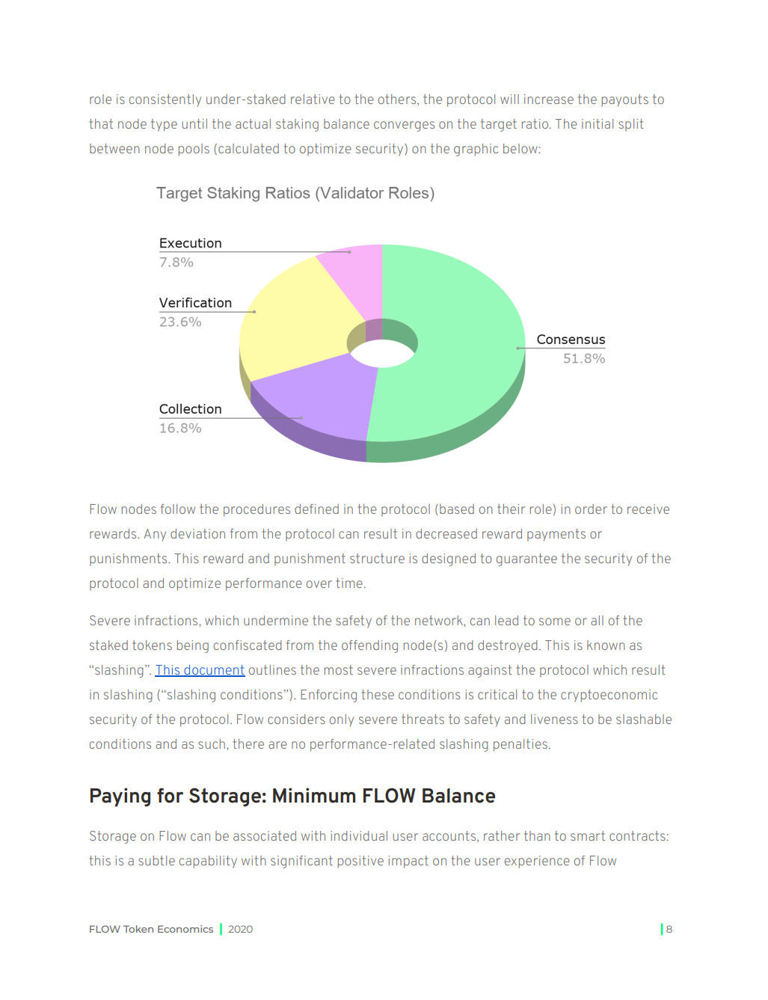 role is consistently under-staked relative to the others, the protocol will increase the payouts to
that node type until the actual staking balance converges on the target ratio. The initial split
between node pools (calculated to optimize security) on the graphic below:
Target Staking Ratios (Validator Roles)
Execution
7.8%
Verification
23.6%
Consensus
51.8%
Collection
16.8%
Flow nodes follow the procedures defined in the protocol (based on their role) in order to receive
rewards. Any deviation from the protocol can result in decreased reward payments or
punishments. This reward and punishment structure is designed to guarantee the security of the
protocol and optimize performance over time.
Severe infractions, which undermine the safety of the network, can lead to some or all of the
staked tokens being confiscated from the offending node(s) and destroyed. This is known as
“slashing”. This document outlines the most severe infractions against the protocol which result
in slashing (“slashing conditions”). Enforcing these conditions is critical to the cryptoeconomic
security of the protocol. Flow considers only severe threats to safety and liveness to be slashable
conditions and as such, there are no performance-related slashing penalties.
Paying for Storage: Minimum FLOW Balance
Storage on Flow can be associated with individual user accounts, rather than to smart contracts:
this is a subtle capability with significant positive impact on the user experience of Flow
FLOW Token Economics | 2020
| 8